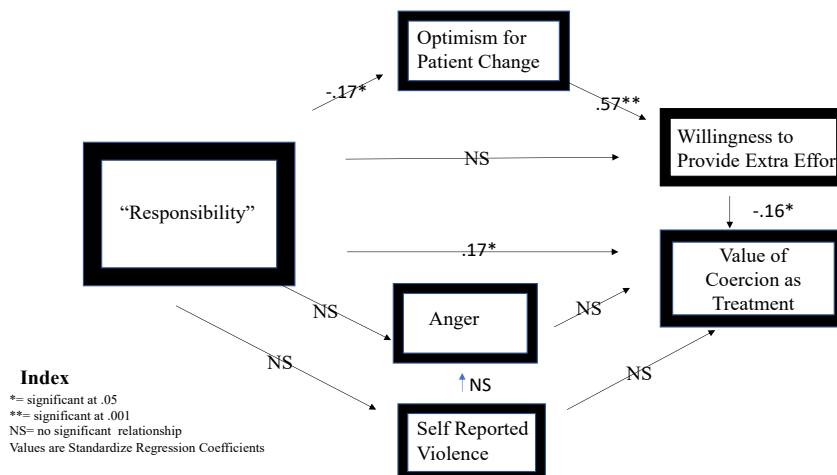 Optimism for
Patient Change
-.17*
.57**
Willingness to
Provide Extra Effort
NS
“Responsibility”
-.16*
.17*
Value of
Coercion as
Treatment
NS
Anger
NS
NS
NS
NS
Self Reported
Violence
Index
*= significant at .05
**= significant at .001
NS= no significant relationship
Values are Standardize Regression Coefficients